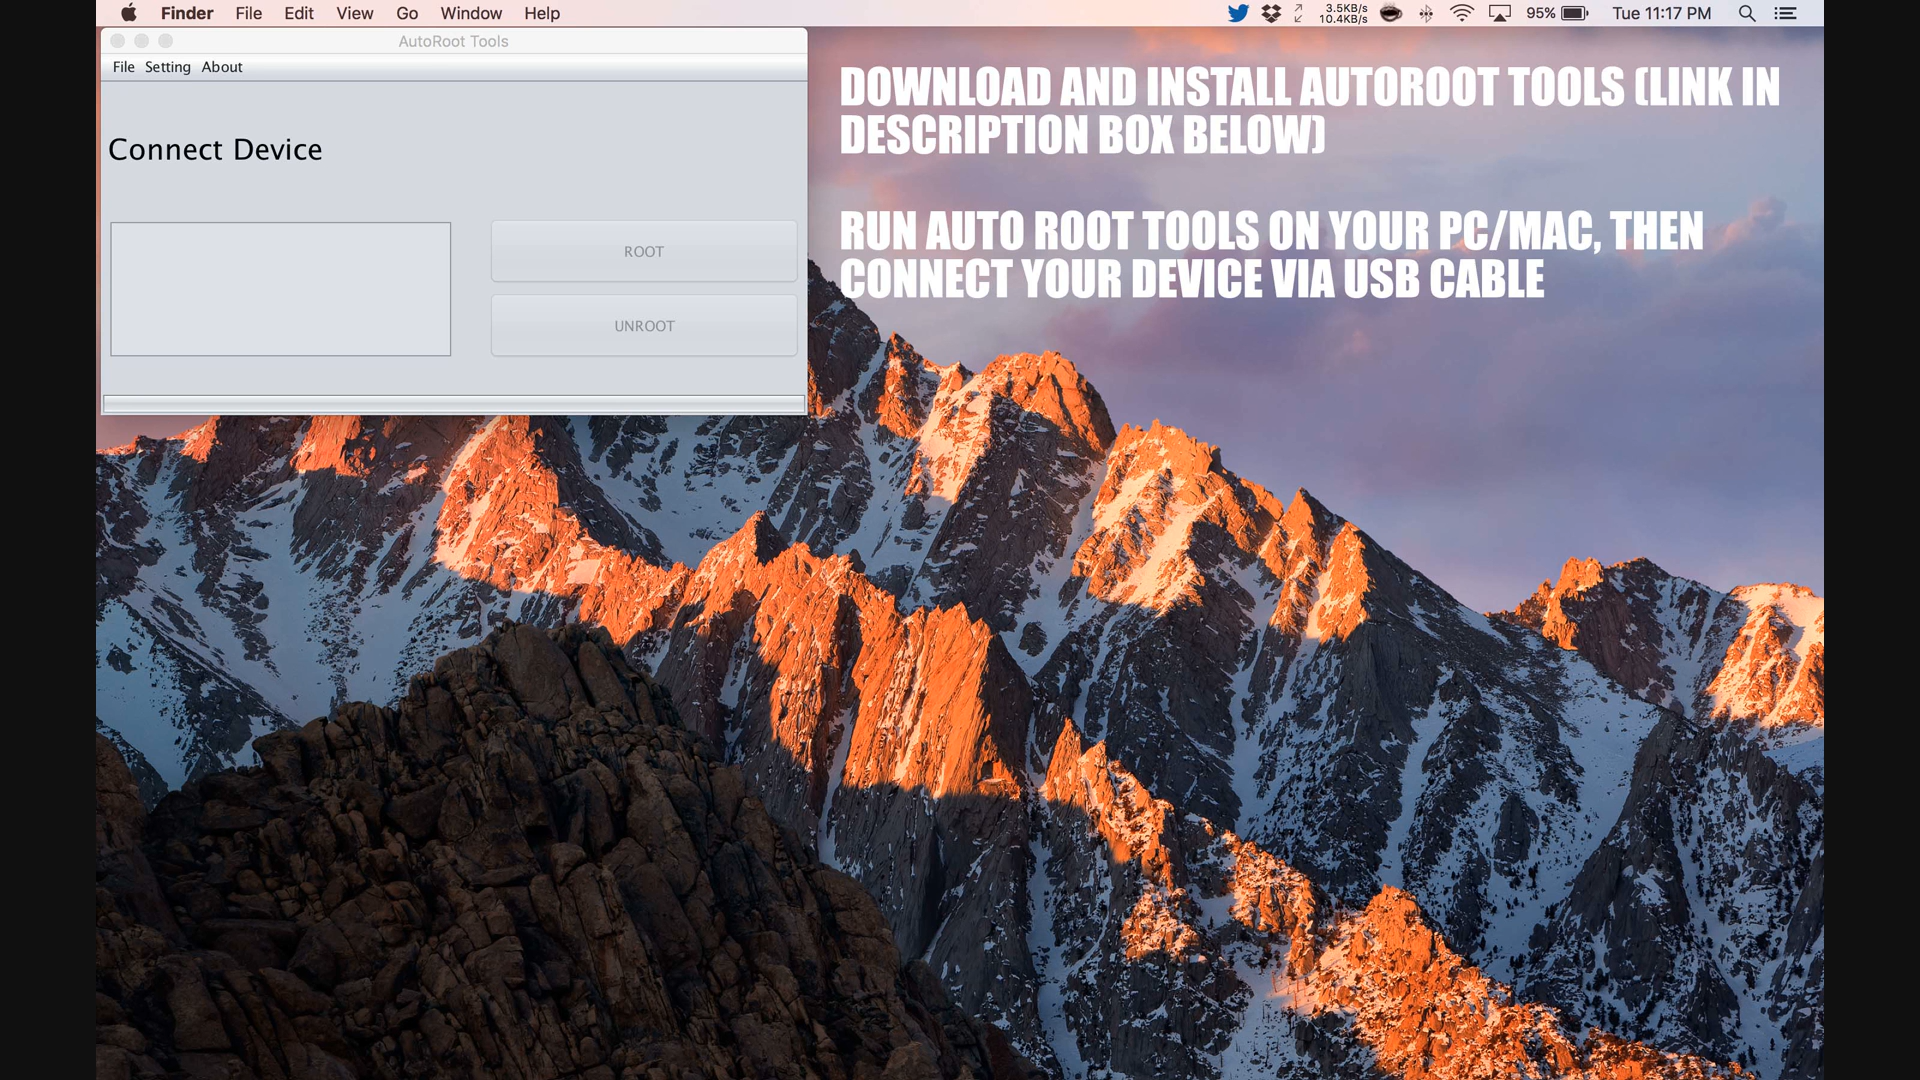 Finder File Edit View Go Window Help 3.5KB/s 10.4KB/s 95% Tue 11:17 PM
AutoRoot Tools
File Setting About
Connect Device
ROOT
UNROOT
DOWNLOAD AND INSTALL AUTOROOT TOOLS (LINK IN
DESCRIPTION BOX BELOW)
RUN AUTO ROOT TOOLS ON YOUR PC/MAC, THEN
CONNECT YOUR DEVICE VIA USB CABLE